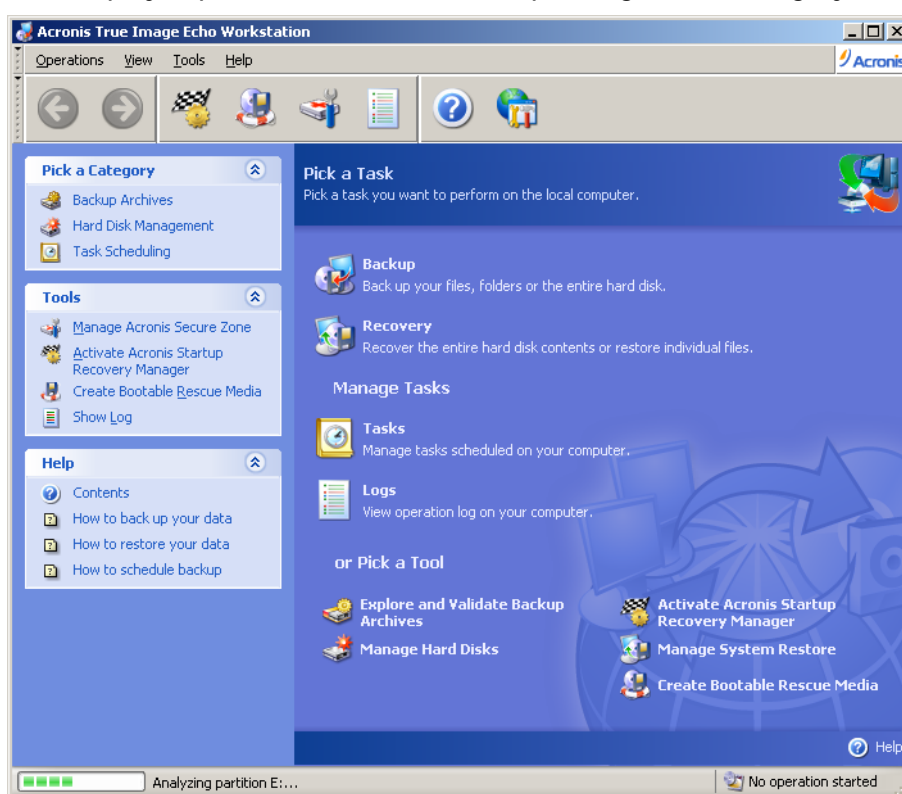 Acronis True Image Echo Workstation
Operations View Tools Help
Acronis
Pick a Category
Backup Archives
Hard Disk Management
Task Scheduling
Tools
Manage Acronis Secure Zone
Activate Acronis Startup
Recovery Manager
Create Bootable Rescue Media
Show Log
Help
Contents
How to back up your data
How to restore your data
How to schedule backup
Pick a Task
Pick a task you want to perform on the local computer.
Backup
Back up your files, folders or the entire hard disk.
Recovery
Recover the entire hard disk contents or restore individual files.
Manage Tasks
Tasks
Manage tasks scheduled on your computer.
Logs
View operation log on your computer.
or Pick a Tool
Explore and Validate Backup
Archives
Manage Hard Disks
Activate Acronis Startup
Recovery Manager
Manage System Restore
Create Bootable Rescue Media
Help
Analyzing partition E:...
No operation started